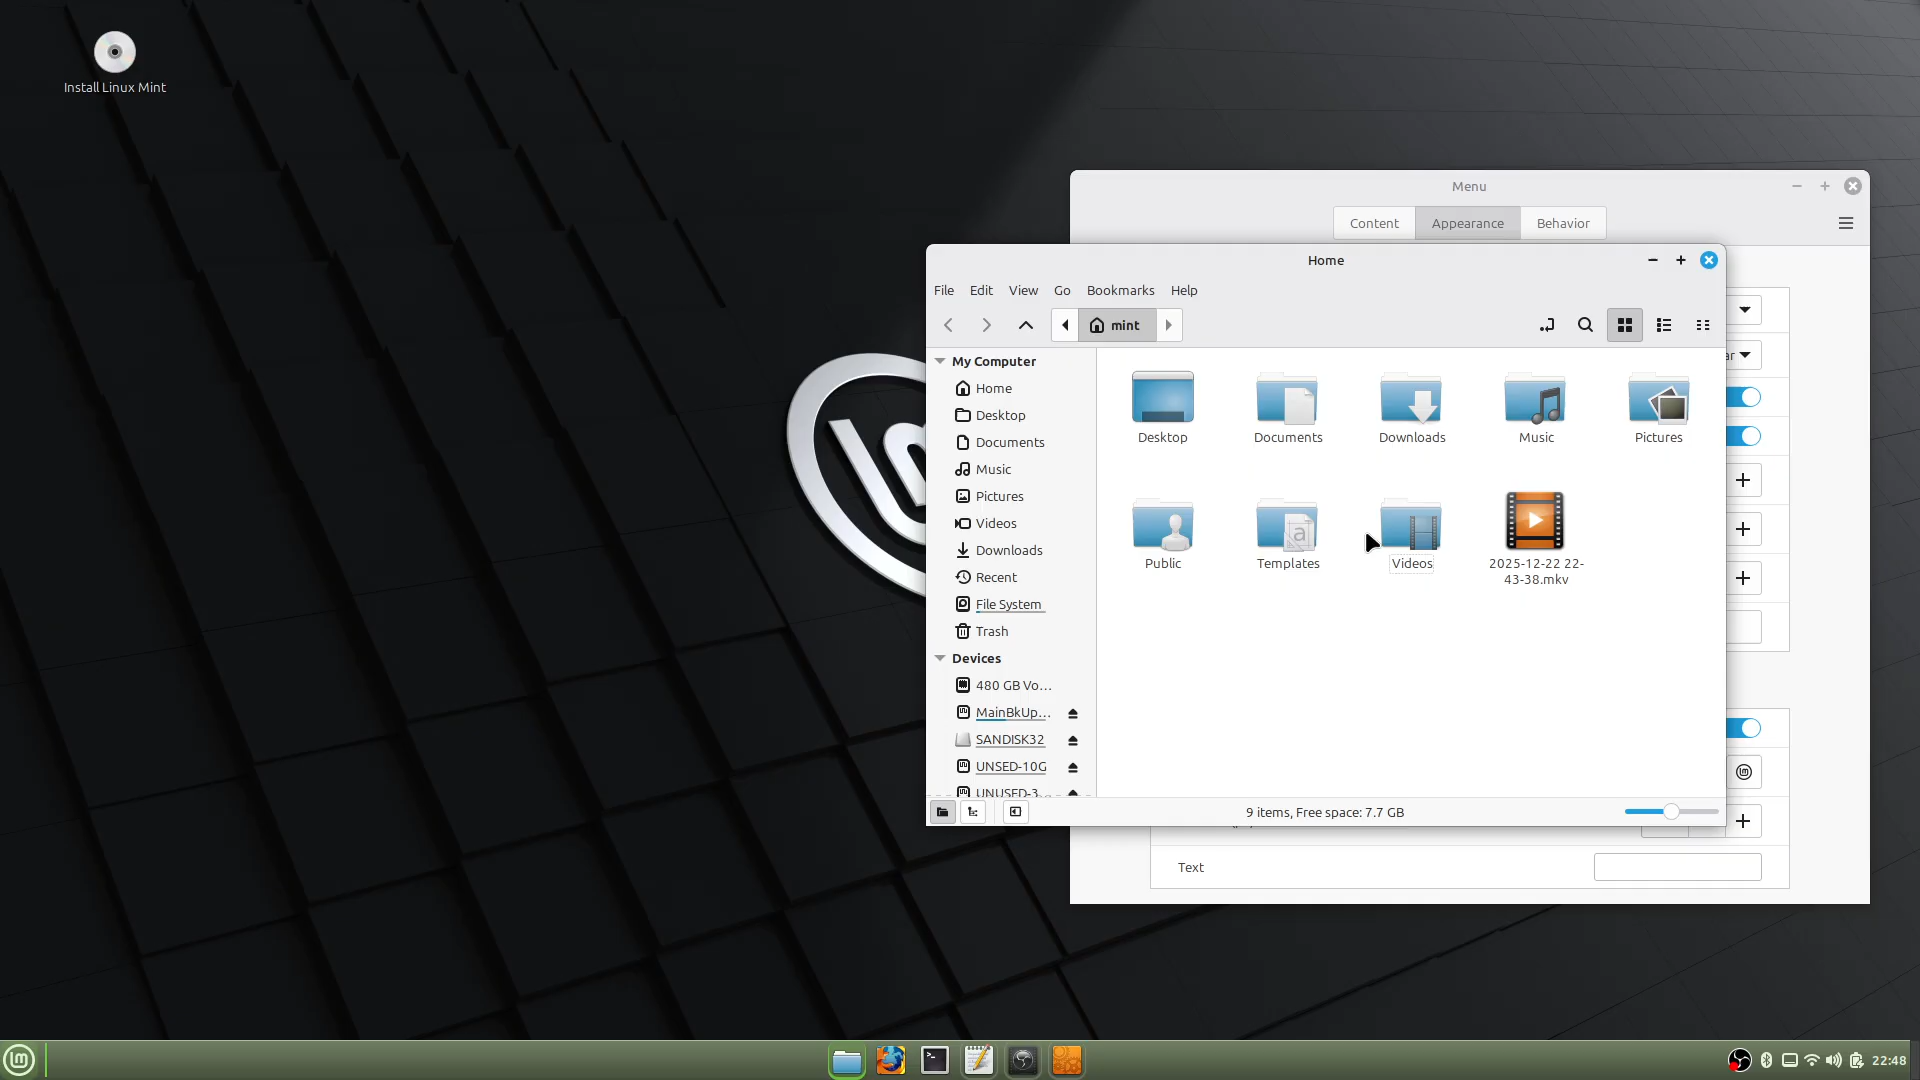 Install Linux Mint
Menu
Content Appearance Behavior
Home
File Edit View Go Bookmarks Help
mint
My Computer
Home
Desktop
Documents
Music
Pictures
Videos
Downloads
Recent
File System
Trash
Devices
480 GB Vo...
MainBkUp...
SANDISK32
UNSED-10G
UNUSED-3...
Desktop Documents Downloads Music Pictures
Public Templates Videos 2025-12-22 22-
43-38.mkv
ar
9 items, Free space: 7.7 GB
Text
22:48